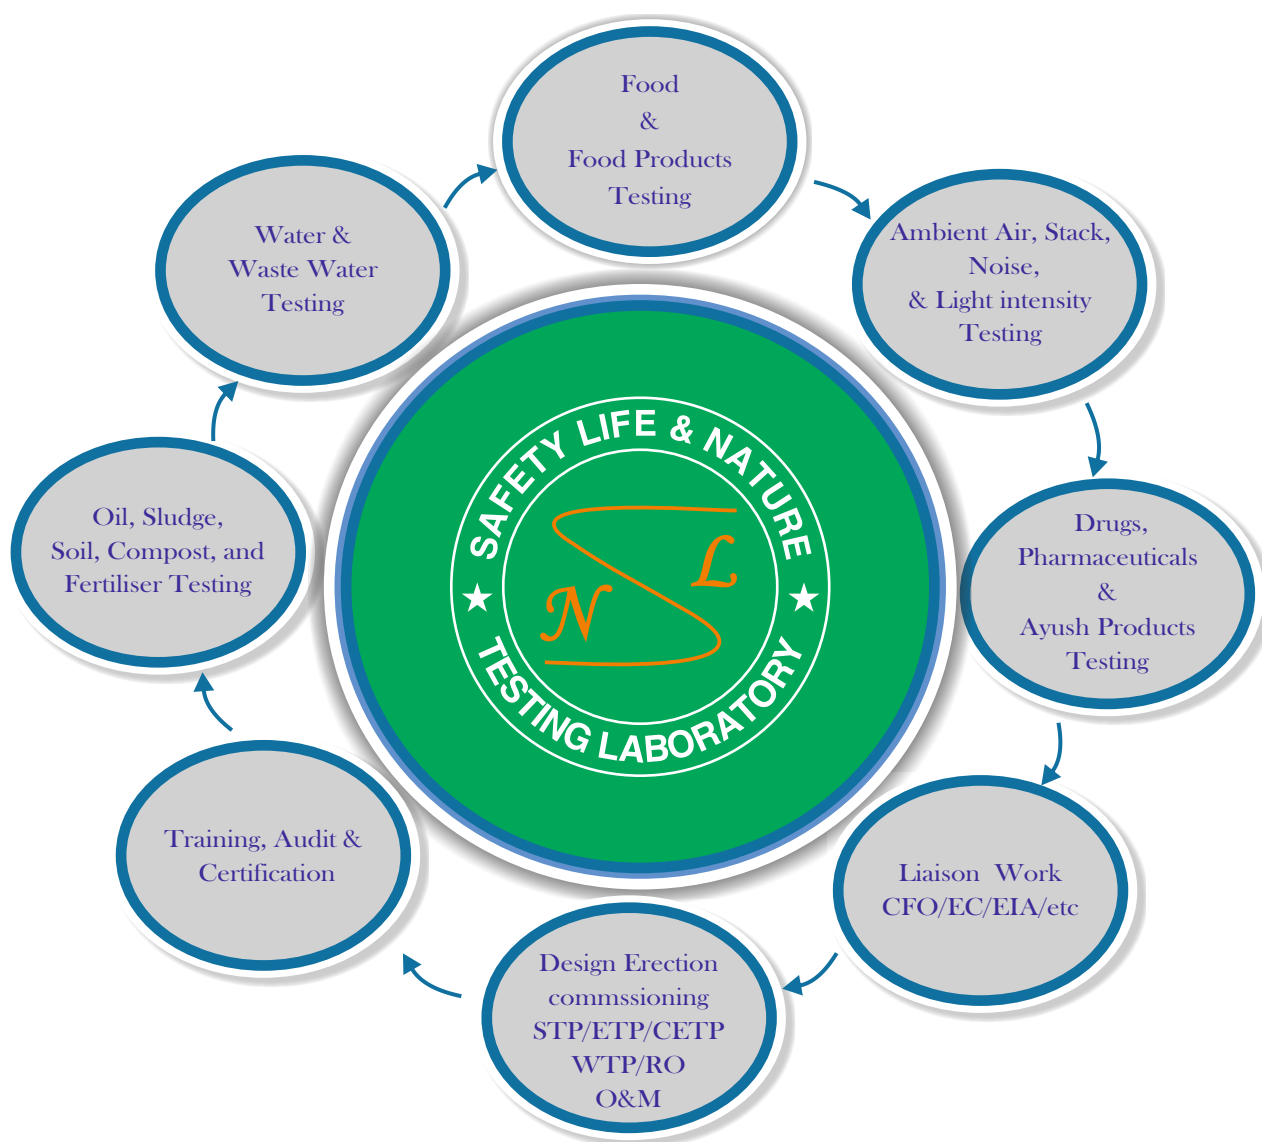 Food
&
Food Products
Testing
Ambient Air, Stack,
Noise,
& Light intensity
Testing
Drugs,
Pharmaceuticals
&
Ayush Products
Testing
Liaison  Work
CFO/EC/EIA/etc
Design Erection
commssioning
STP/ETP/CETP
WTP/RO
O&M
Training, Audit &
Certification
Oil, Sludge,
Soil, Compost, and
Fertiliser Testing
Water &
Waste Water
Testing
SAFETY LIFE & NATURE
L
N
★ TESTING LABORATORY ★